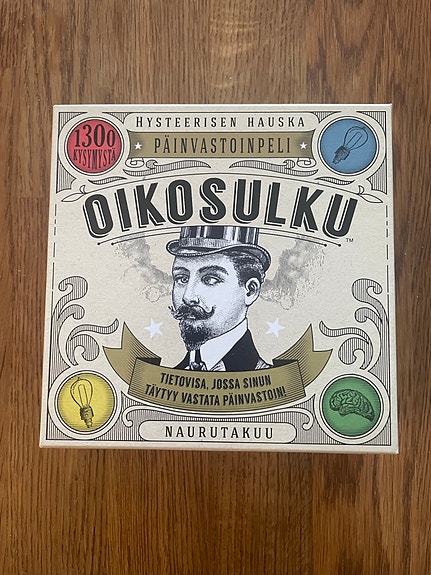 HYSTEERISEN HAUSKA
1300
KYSYMYSTÄ
PÄINVASTOINPELI
OIKOSULKU
TM
TIETOVISA, JOSSA SINUN
TÄYTYY VASTATA PÄINVASTOIN!
NAURUTAKUU